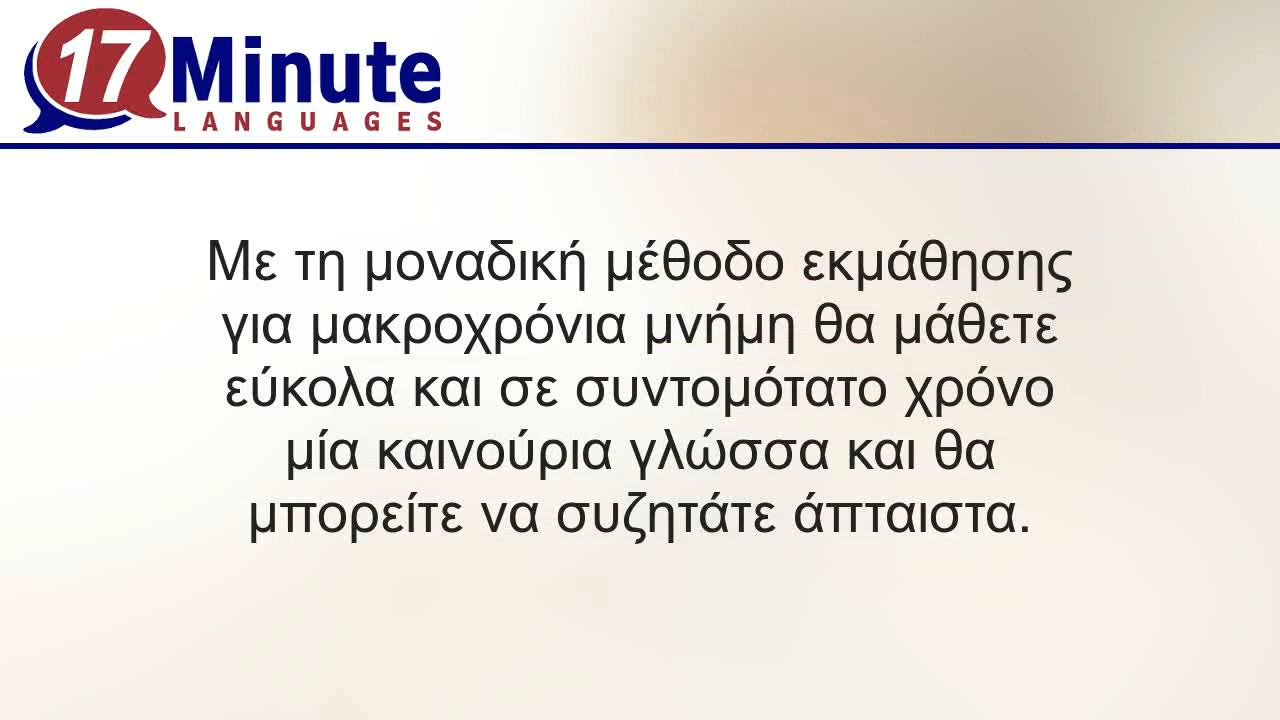 17 Minute
LANGUAGES
Με τη μοναδική μέθοδο εκμάθησης
για μακροχρόνια μνήμη θα μάθετε
εύκολα και σε συντομότατο χρόνο
μία καινούρια γλώσσα και θα
μπορείτε να συζητάτε άπταιστα.